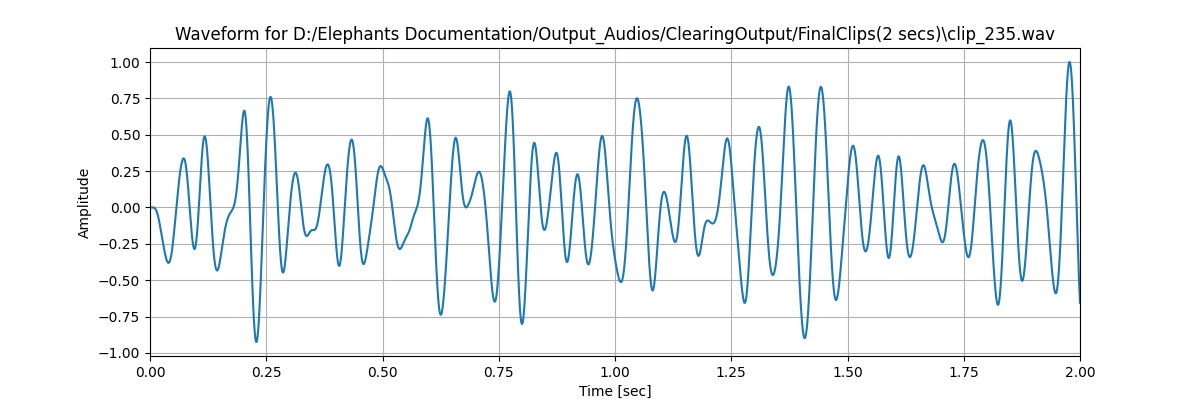 Waveform for D:/Elephants Documentation/Output_Audios/ClearingOutput/FinalClips(2 secs)\clip_235.wav
1.00
0.75
0.50
0.25
0.00
−0.25
−0.50
−0.75
−1.00
Amplitude
0.00 0.25 0.50 0.75 1.00 1.25 1.50 1.75 2.00
Time [sec]